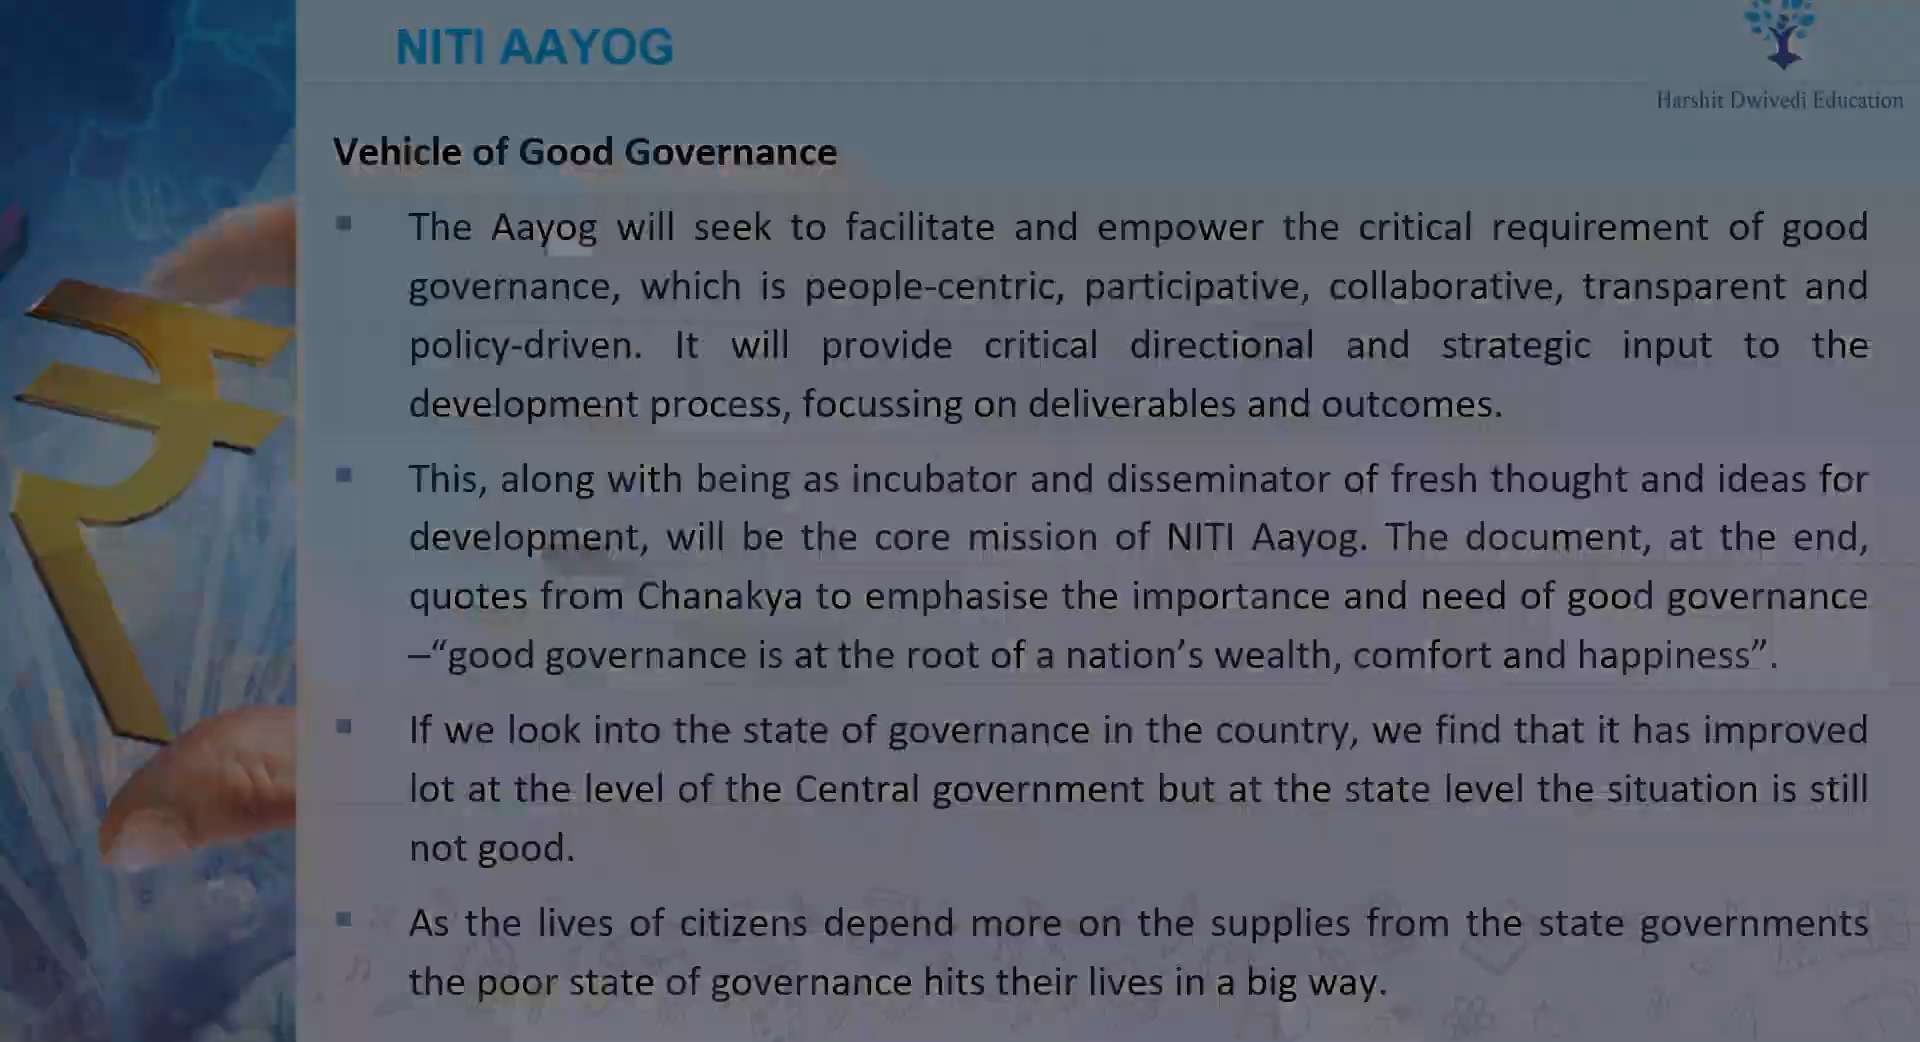 NITI AAYOG
Harshit Dwivedi Education
Vehicle of Good Governance
The Aayog will seek to facilitate and empower the critical requirement of good
governance, which is people-centric, participative, collaborative, transparent and
policy-driven. It will provide critical directional and strategic input to the
development process, focussing on deliverables and outcomes.
This, along with being as incubator and disseminator of fresh thought and ideas for
development, will be the core mission of NITI Aayog. The document, at the end,
quotes from Chanakya to emphasise the importance and need of good governance
–“good governance is at the root of a nation’s wealth, comfort and happiness”.
If we look into the state of governance in the country, we find that it has improved
lot at the level of the Central government but at the state level the situation is still
not good.
As the lives of citizens depend more on the supplies from the state governments
the poor state of governance hits their lives in a big way.